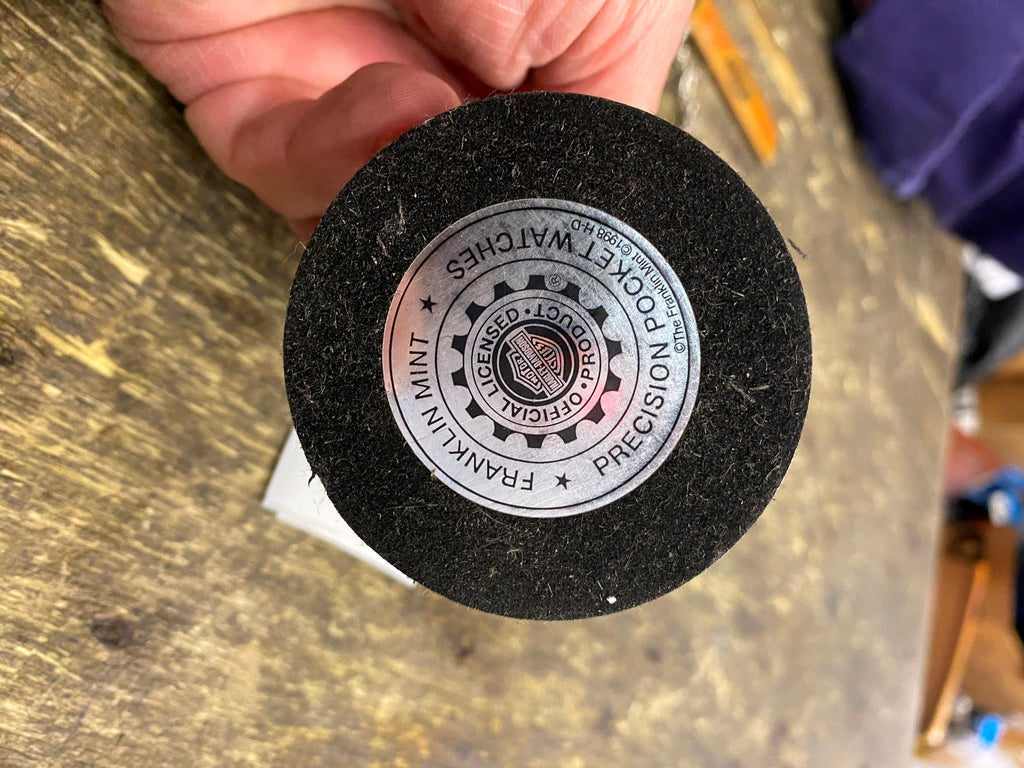 FRANKLIN MINT
★ PRECISION POCKET WATCHES ★
©The Franklin Mint ©1998 H-D
OFFICIAL LICENSED • PRODUCT •
®